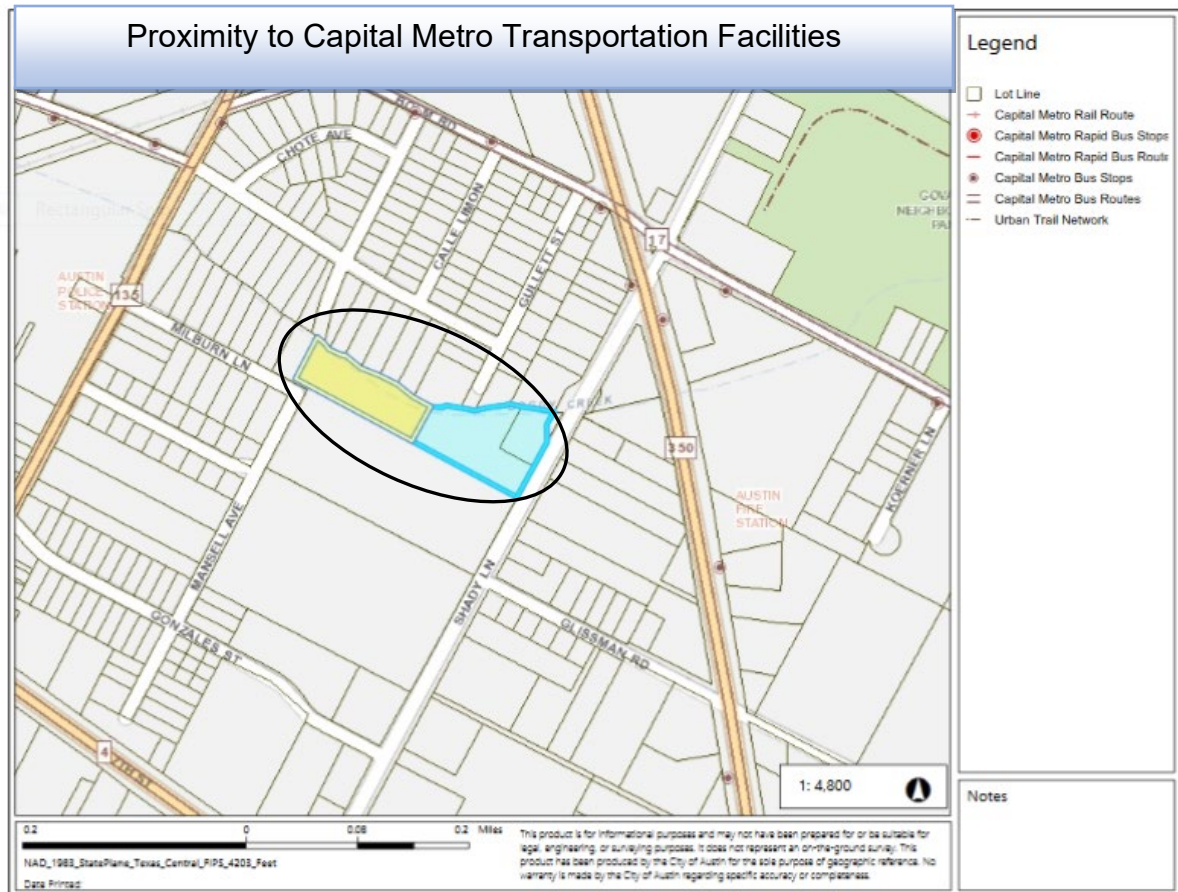 Proximity to Capital Metro Transportation Facilities
Legend
Lot Line
Capital Metro Rail Route
Capital Metro Rapid Bus Stops
Capital Metro Rapid Bus Route
Capital Metro Bus Stops
Capital Metro Bus Routes
Urban Trail Network
CHOTE AVE
CALLE LIMON
GULLETT ST
17
AUSTIN
POLICE
STATION
135
MILBURN LN
CREEK
350
KOERNER LN
AUSTIN
FIRE
STATION
MANSELL AVE
SHADY LN
GONZALES ST
GLISSMAN RD
4
1: 4,800
Notes
0.2 0 0.08 0.2 Miles
NAD_1983_StatePlane_Texas_Central_FIPS_4203_Feet
Date Printed:
This product is for informational purposes and may not have been prepared for or be suitable for
legal, engineering, or surveying purposes. It does not represent an on-the-ground survey. This
product has been produced by the City of Austin for the sole purpose of geographic reference. No
warranty is made by the City of Austin regarding specific accuracy or completeness.